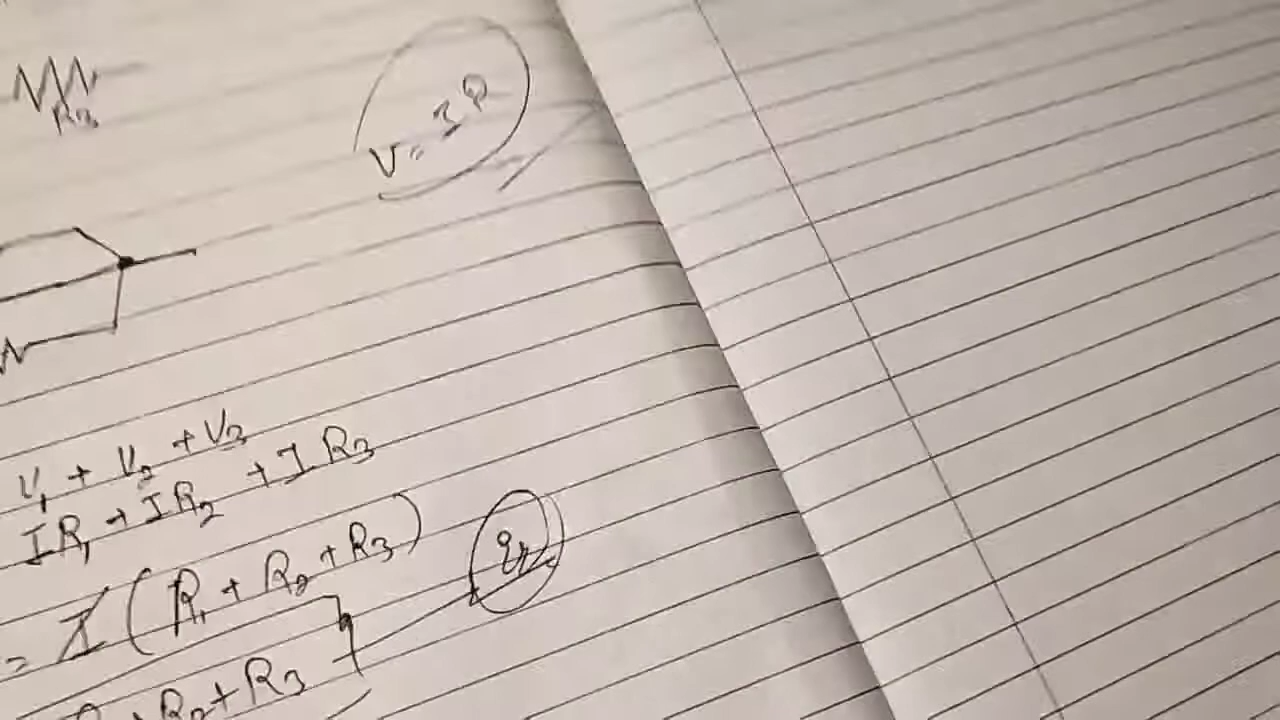 R3
V = IR
V1 + V2 + V3
IR1 + IR2 + IR3
= I (R1 + R2 + R3)
R2 + R3